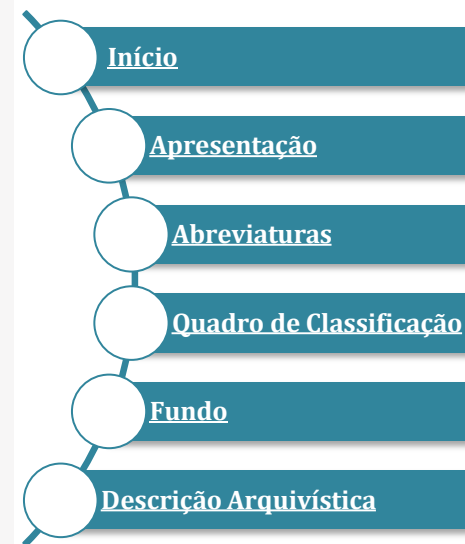 Início
Apresentação
Abreviaturas
Quadro de Classificação
Fundo
Descrição Arquivística